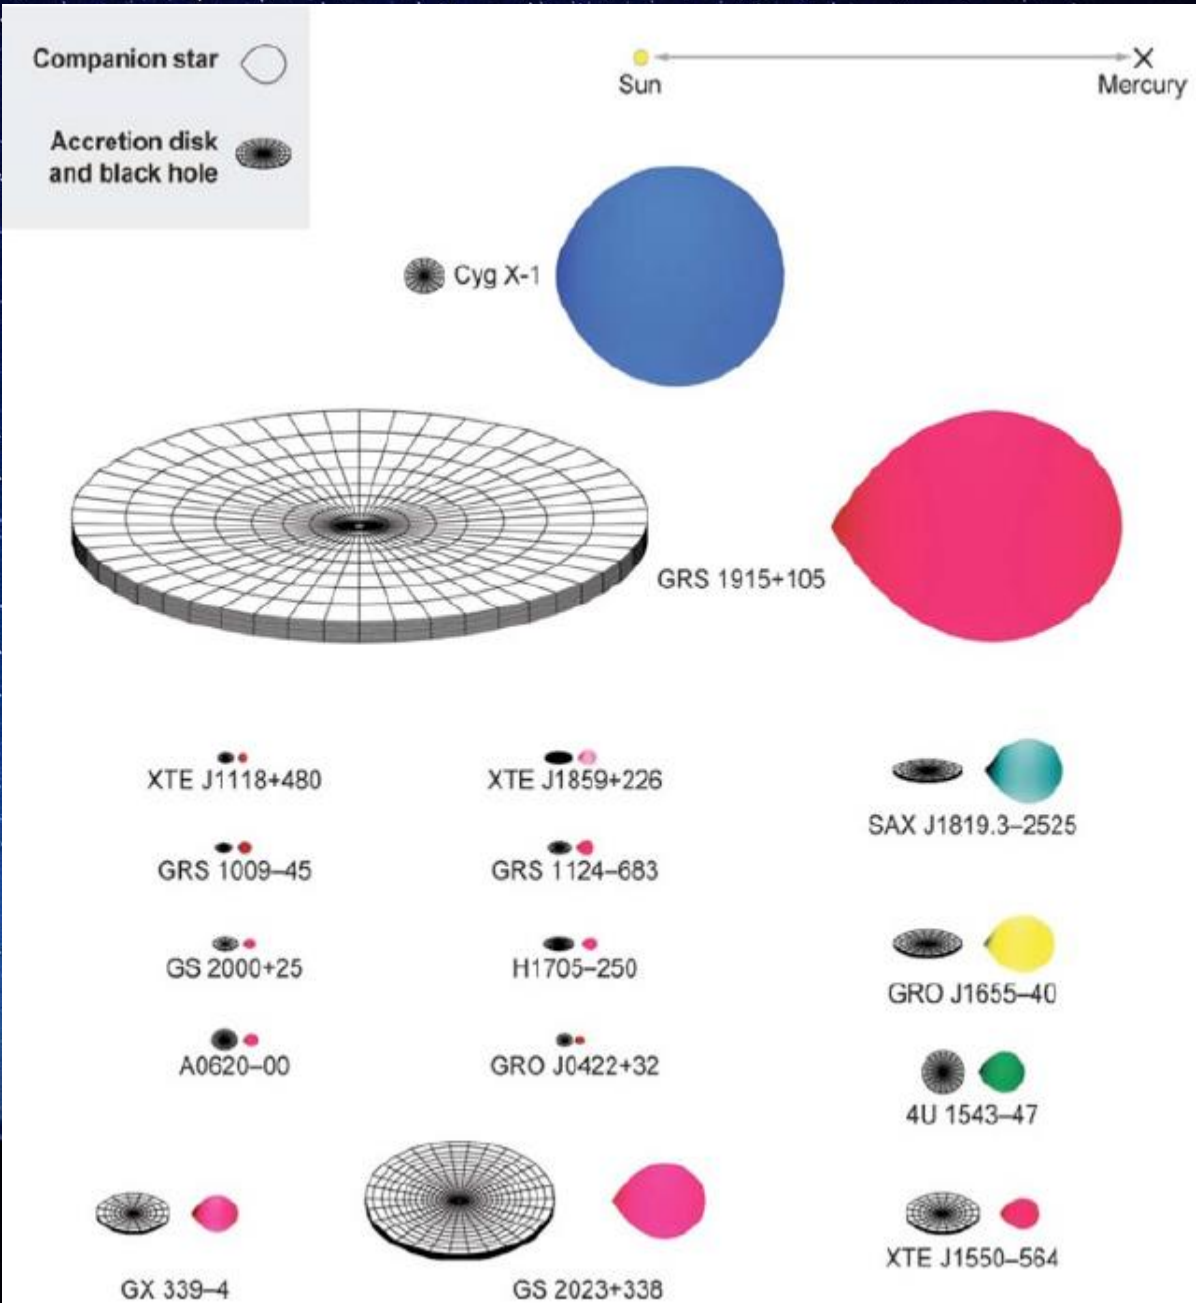 Companion star
Accretion disk
and black hole
Sun
Mercury
Cyg X-1
GRS 1915+105
XTE J1118+480
XTE J1859+226
SAX J1819.3–2525
GRS 1009–45
GRS 1124–683
GS 2000+25
H1705–250
GRO J1655–40
A0620–00
GRO J0422+32
4U 1543–47
XTE J1550–564
GX 339–4
GS 2023+338